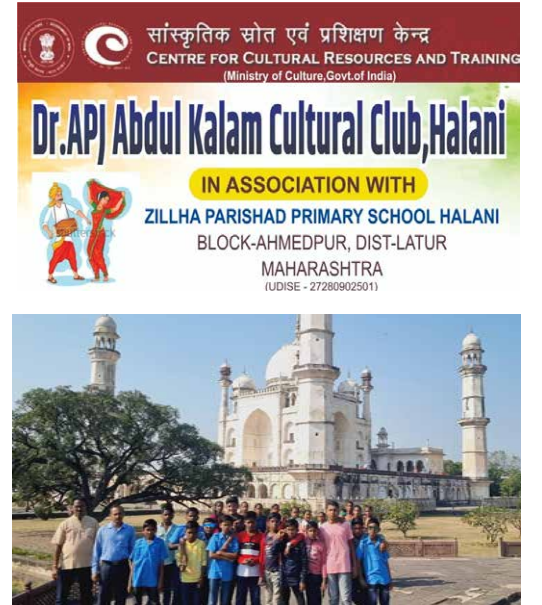 सांस्कृतिक स्रोत एवं प्रशिक्षण केन्द्र
CENTRE FOR CULTURAL RESOURCES AND TRAINING
(Ministry of Culture,Govt.of India)
Dr.APJ Abdul Kalam Cultural Club,Halani
IN ASSOCIATION WITH
ZILLHA PARISHAD PRIMARY SCHOOL HALANI
BLOCK-AHMEDPUR, DIST-LATUR
MAHARASHTRA
(UDISE - 27280902501)